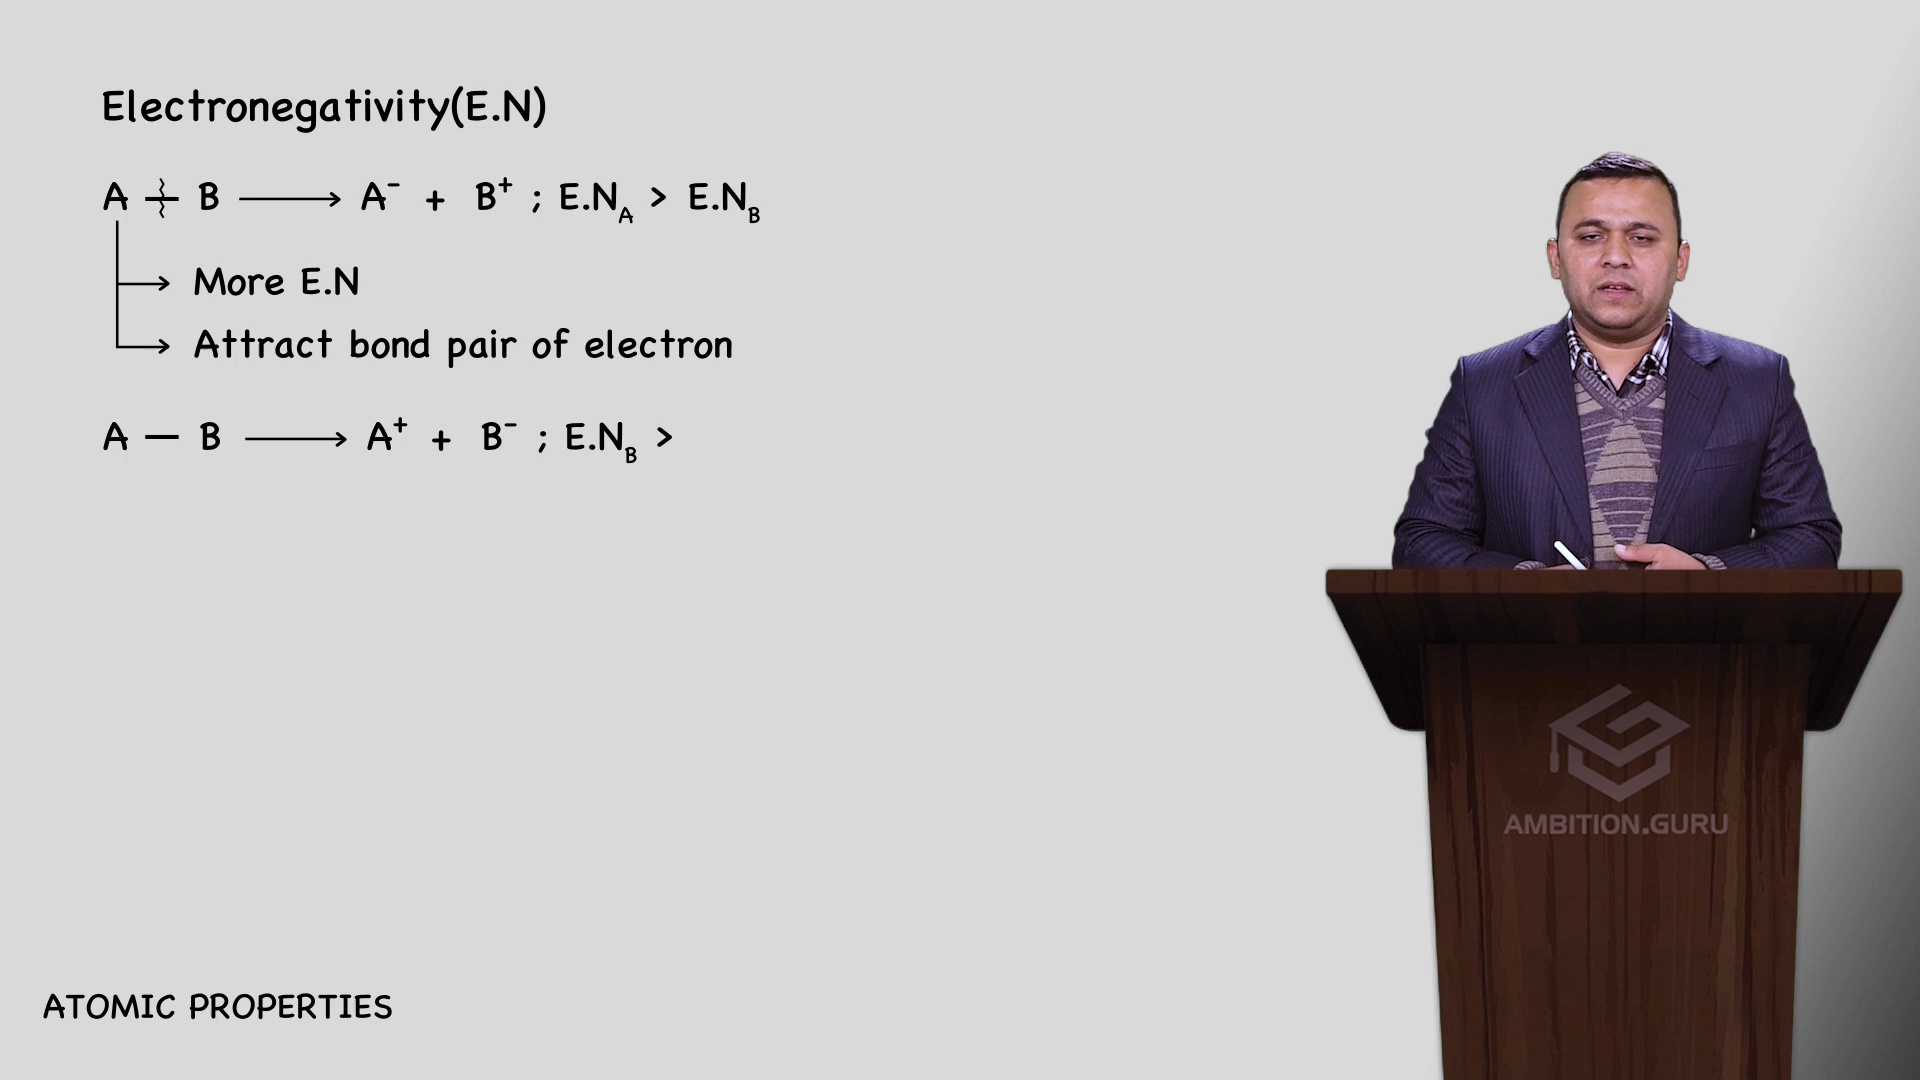 Electronegativity(E.N)
A — B ⟶ A⁻ + B⁺ ; E.N_A > E.N_B
More E.N
Attract bond pair of electron
A — B ⟶ A⁺ + B⁻ ; E.N_B >
AMBITION.GURU
ATOMIC PROPERTIES